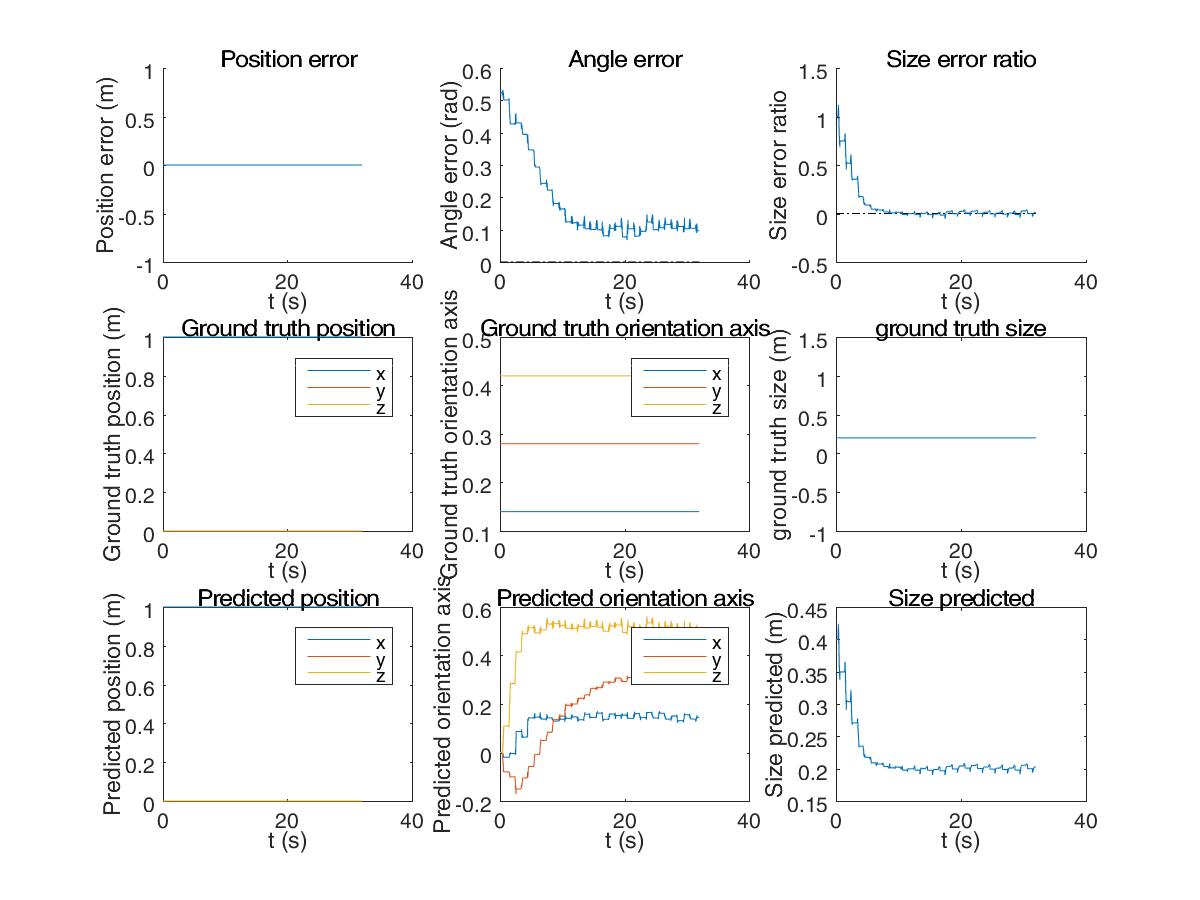 Position error
Position error (m)
1
0.5
0
-0.5
-1
0
20
40
t (s)
Angle error
Angle error (rad)
0.6
0.5
0.4
0.3
0.2
0.1
0
0
20
40
t (s)
Size error ratio
Size error ratio
1.5
1
0.5
0
-0.5
0
20
40
t (s)
Ground truth position
Ground truth position (m)
1
0.8
0.6
0.4
0.2
0
0
20
40
t (s)
x
y
z
Ground truth orientation axis
Ground truth orientation axis
0.5
0.4
0.3
0.2
0.1
0
20
40
t (s)
x
y
z
ground truth size
ground truth size (m)
1.5
1
0.5
0
-0.5
-1
0
20
40
t (s)
Predicted position
Predicted position (m)
1
0.8
0.6
0.4
0.2
0
0
20
40
t (s)
x
y
z
Predicted orientation axis
Predicted orientation axis
0.6
0.4
0.2
0
-0.2
0
20
40
t (s)
x
y
z
Size predicted
Size predicted (m)
0.45
0.4
0.35
0.3
0.25
0.2
0.15
0
20
40
t (s)